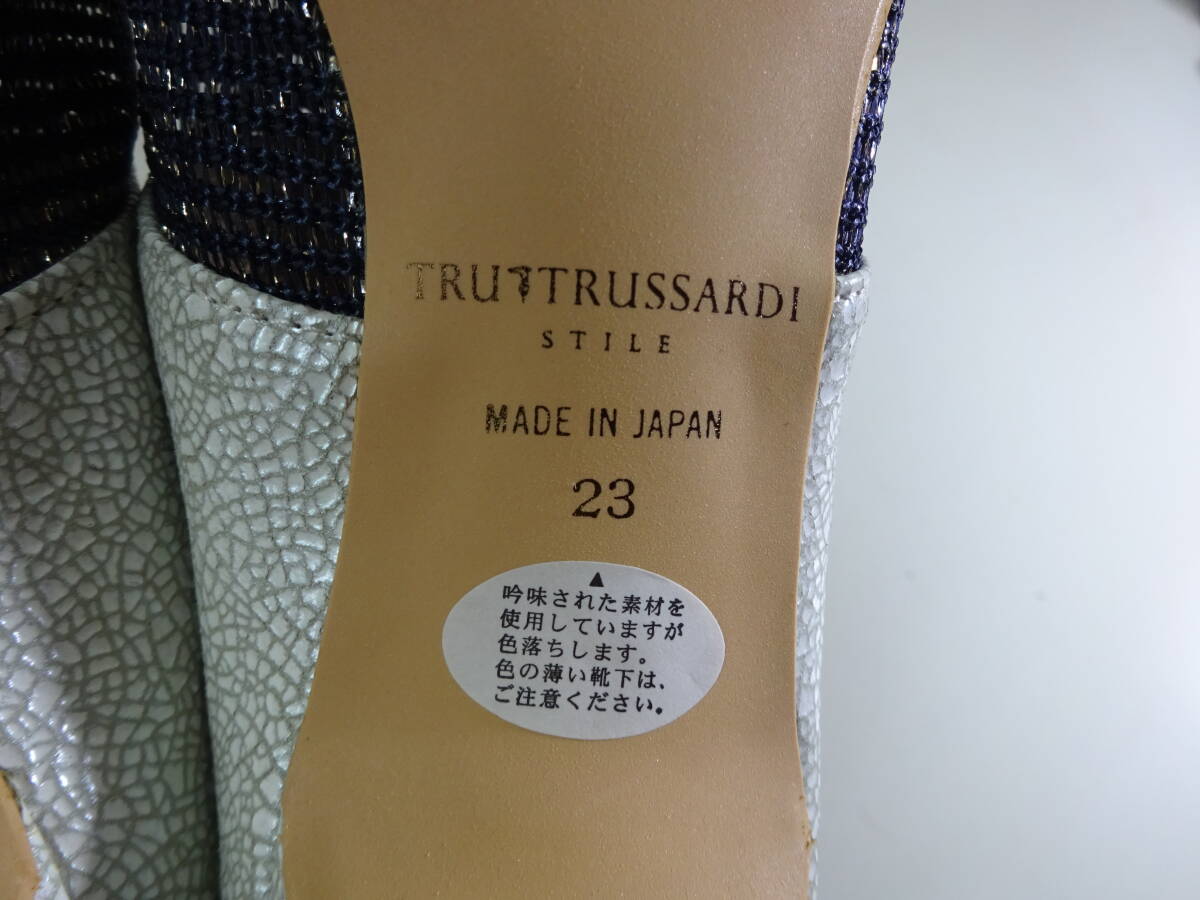 TRU TRUSSARDI
STILE
MADE IN JAPAN
23
▲
吟味された素材を
使用していますが
色落ちします。
色の薄い靴下は、
ご注意ください。